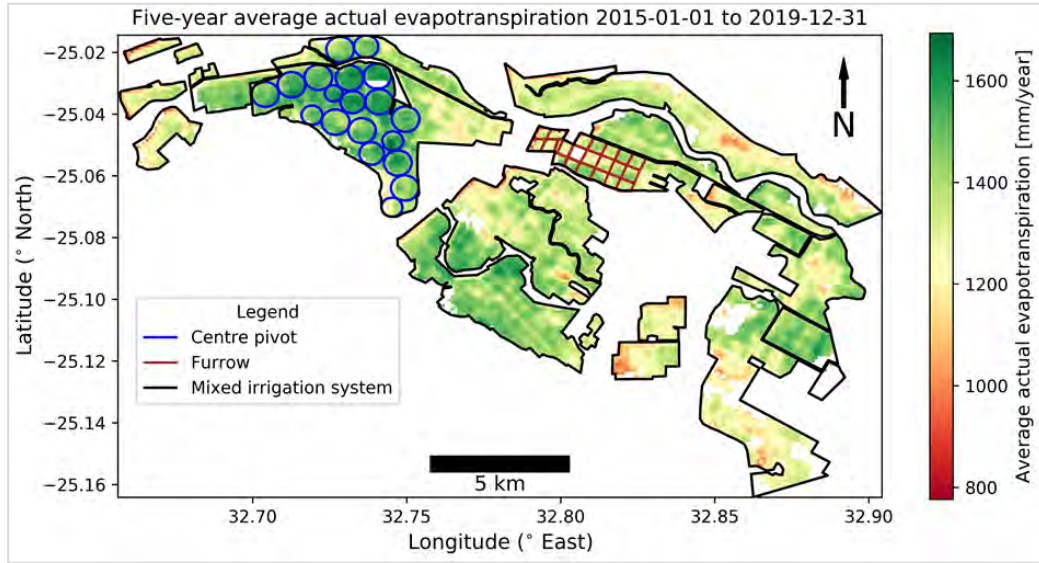 Five-year average actual evapotranspiration 2015-01-01 to 2019-12-31
−25.02
−25.04
−25.06
−25.08
−25.10
−25.12
−25.14
−25.16
Latitude (° North)
N
Legend
Centre pivot
Furrow
Mixed irrigation system
5 km
32.70
32.75
32.80
32.85
32.90
Longitude (° East)
1600
1400
1200
1000
800
Average actual evapotranspiration [mm/year]